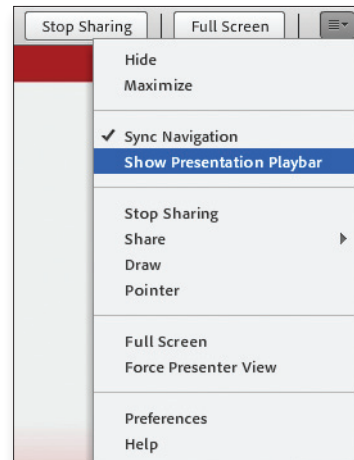 Stop Sharing
Full Screen
Hide
Maximize
Sync Navigation
Show Presentation Playbar
Stop Sharing
Share
Draw
Pointer
Full Screen
Force Presenter View
Preferences
Help